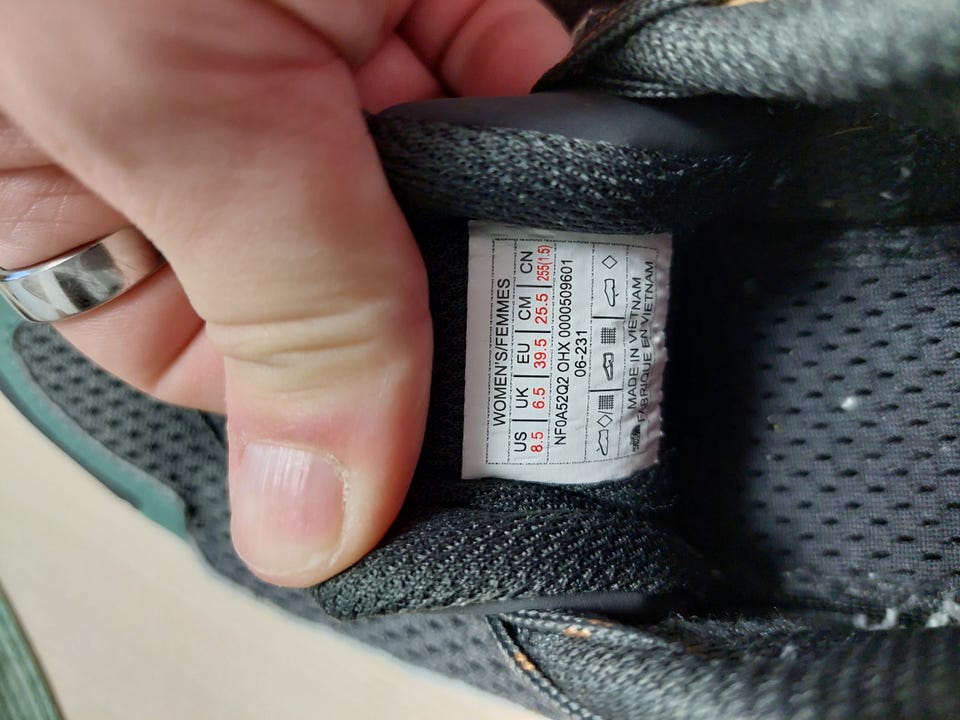 WOMEN'S/FEMMES
US | UK | EU | CM | CN
8.5 | 6.5 | 39.5 | 25.5 | 255(1.5)
NF0A52Q2 QHX 0000509601
06-231
MADE IN VIETNAM
FABRIQUÉ EN VIETNAM